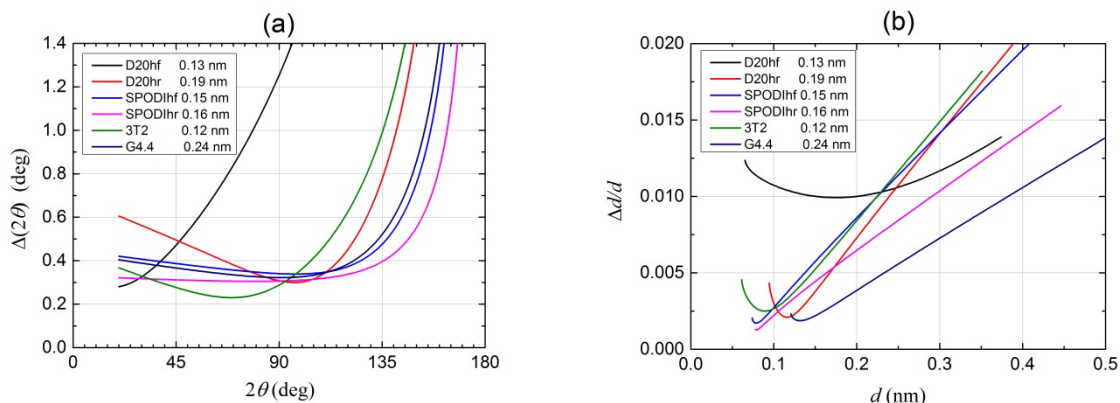 (a)
1.4
1.2
1.0
0.8
0.6
0.4
0.2
0.0
Δ(2θ) (deg)
D20hf 0.13 nm
D20hr 0.19 nm
SPODIhf 0.15 nm
SPODIhr 0.16 nm
3T2 0.12 nm
G4.4 0.24 nm
0 45 90 135 180
2θ (deg)
(b)
0.020
0.015
0.010
0.005
0.000
Δd/d
D20hf 0.13 nm
D20hr 0.19 nm
SPODIhf 0.15 nm
SPODIhr 0.16 nm
3T2 0.12 nm
G4.4 0.24 nm
0.0 0.1 0.2 0.3 0.4 0.5
d (nm)